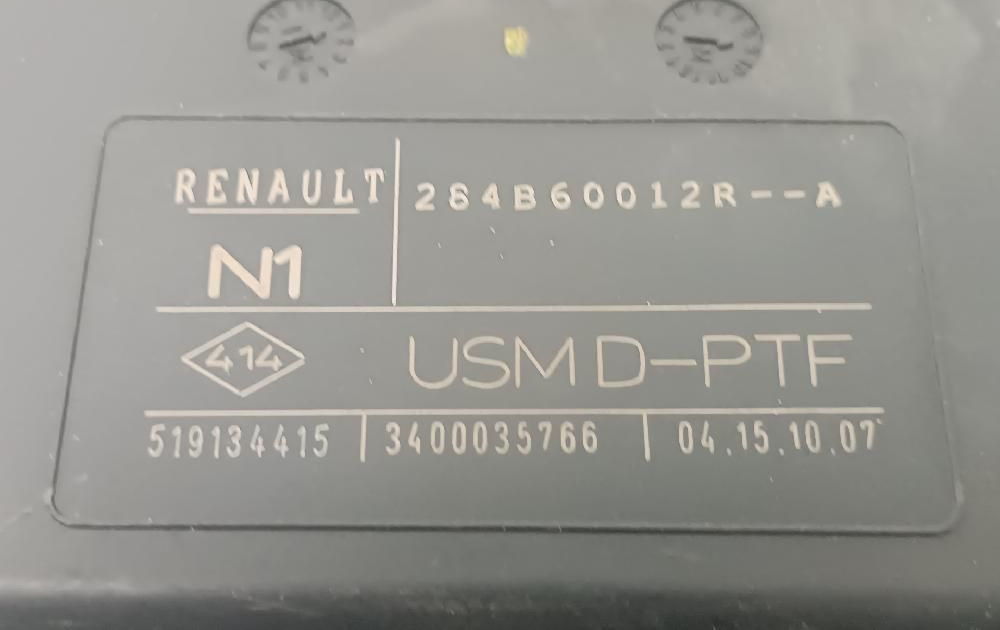 RENAULT 284B60012R--A
N1
414 USM D-PTF
519134415 3400035766 04.15.10.07